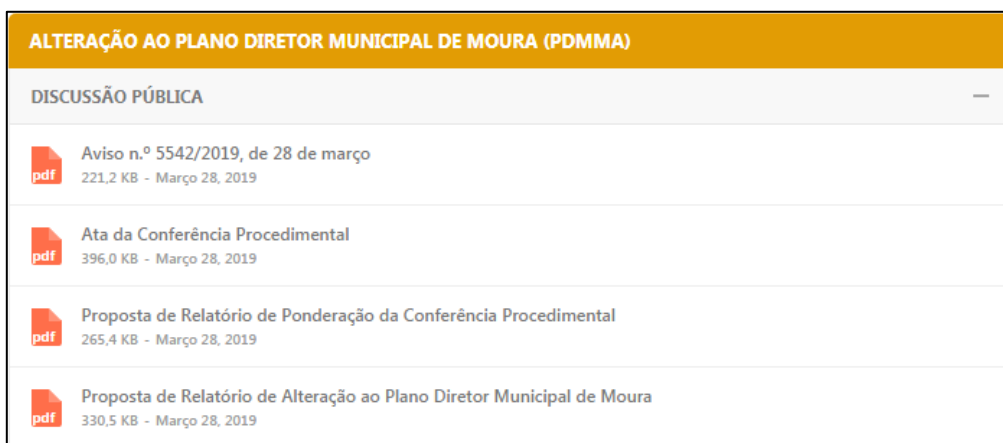 ALTERAÇÃO AO PLANO DIRETOR MUNICIPAL DE MOURA (PDMMA)
DISCUSSÃO PÚBLICA
Aviso n.º 5542/2019, de 28 de março
pdf
221,2 KB - Março 28, 2019
Ata da Conferência Procedimental
pdf
396,0 KB - Março 28, 2019
Proposta de Relatório de Ponderação da Conferência Procedimental
pdf
265,4 KB - Março 28, 2019
Proposta de Relatório de Alteração ao Plano Diretor Municipal de Moura
pdf
330,5 KB - Março 28, 2019